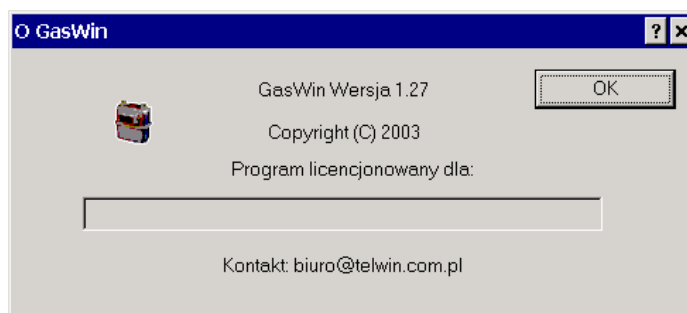 O GasWin
GasWin Wersja 1.27
OK
Copyright (C) 2003
Program licencjonowany dla:
Kontakt: biuro@telwin.com.pl